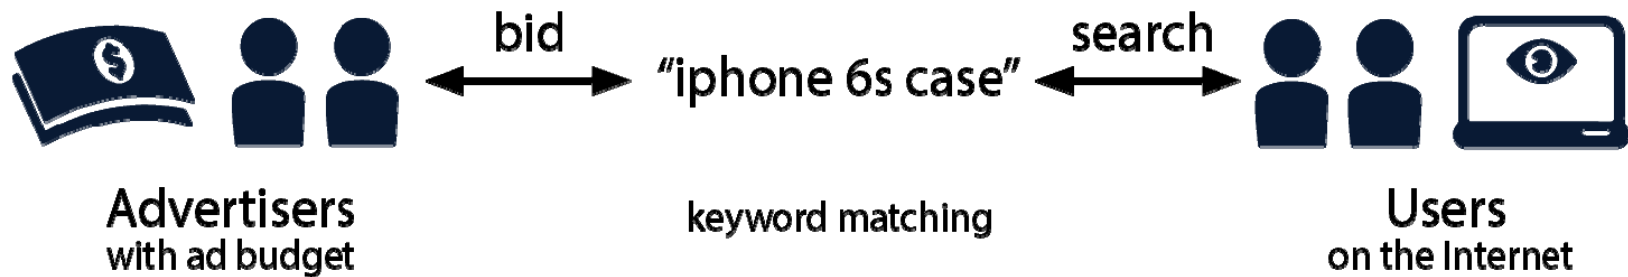 bid
"iphone 6s case"
search
Advertisers
with ad budget
keyword matching
Users
on the Internet